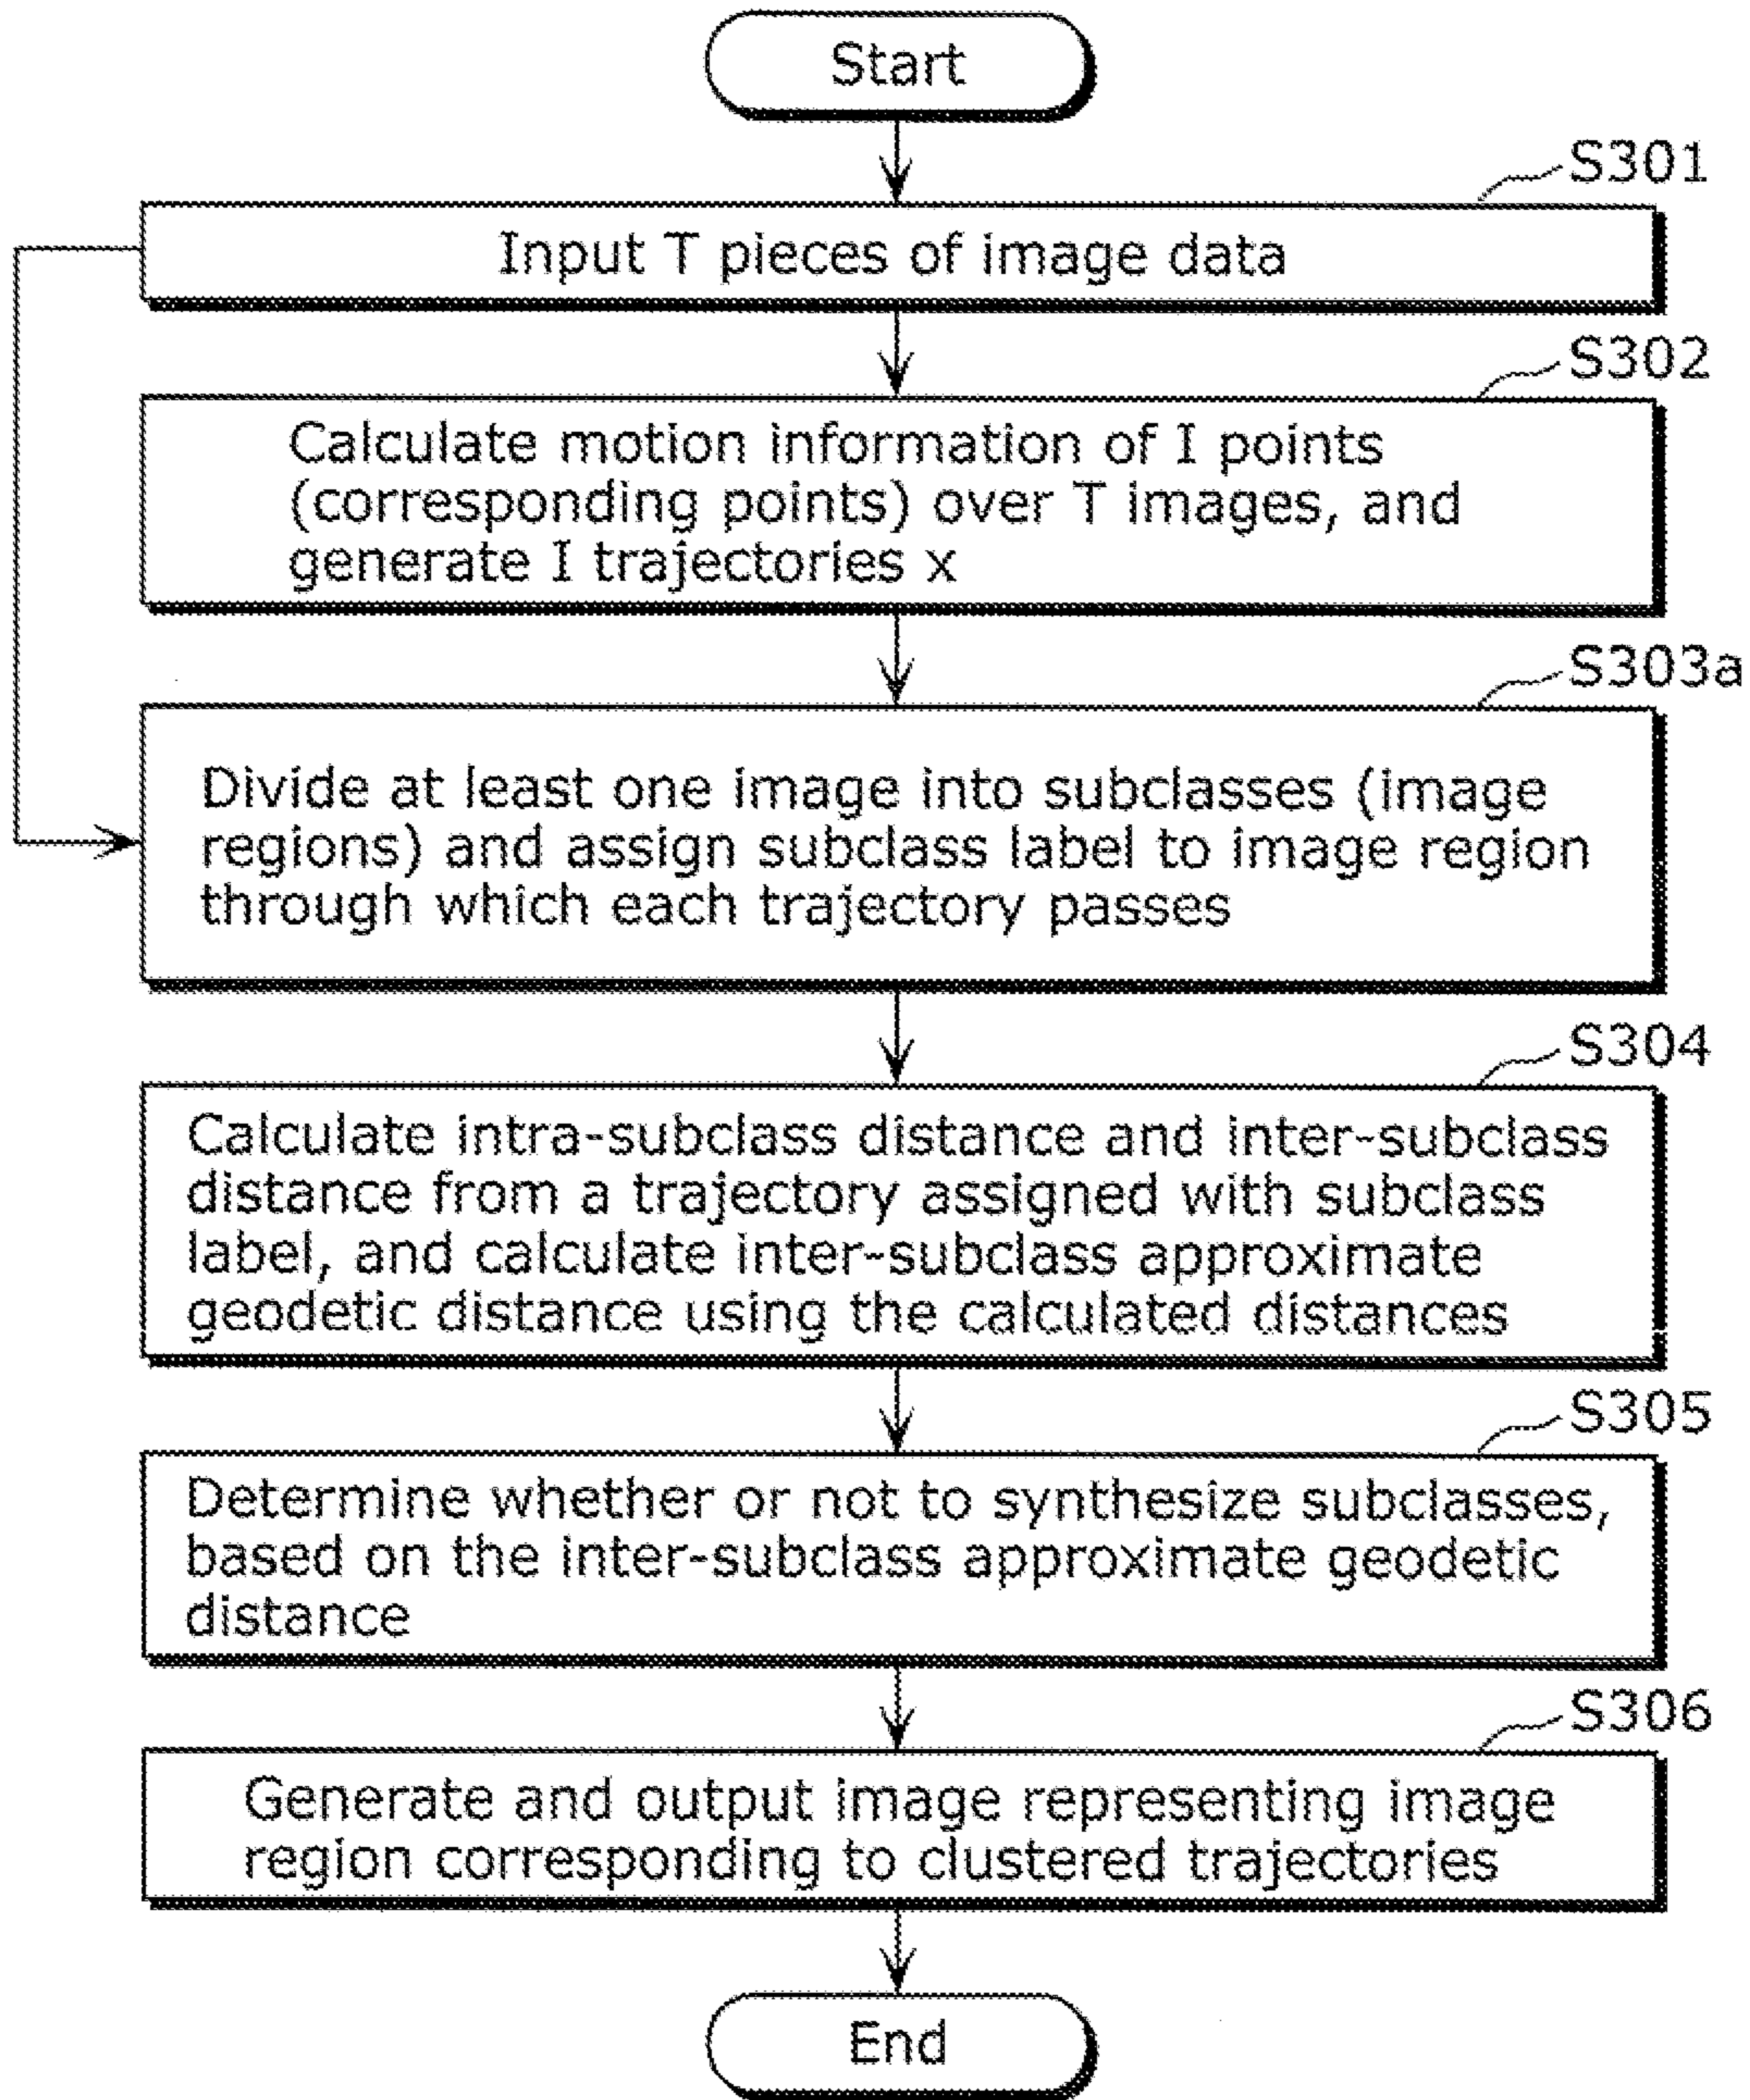 Start
S301
Input T pieces of image data
S302
Calculate motion information of I points
(corresponding points) over T images, and
generate I trajectories x
S303a
Divide at least one image into subclasses (image
regions) and assign subclass label to image region
through which each trajectory passes
S304
Calculate intra-subclass distance and inter-subclass
distance from a trajectory assigned with subclass
label, and calculate inter-subclass approximate
geodetic distance using the calculated distances
S305
Determine whether or not to synthesize subclasses,
based on the inter-subclass approximate geodetic
distance
S306
Generate and output image representing image
region corresponding to clustered trajectories
End